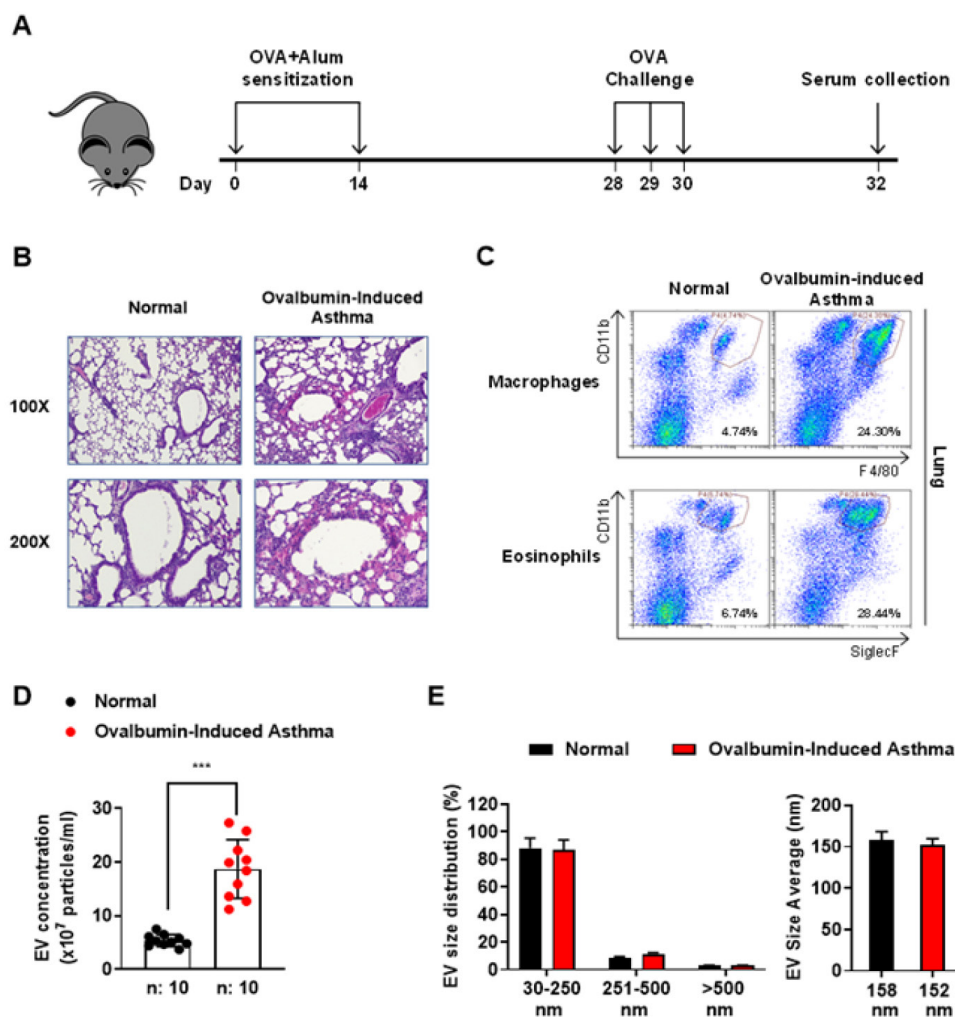 A
OVA+Alum
sensitization
OVA
Challenge
Serum collection
Day 0 14 28 29 30 32
B
Normal
Ovalbumin-Induced
Asthma
100X
200X
C
Normal
Ovalbumin-induced
Asthma
Macrophages
CD11b
4.74%
24.30%
F4/80
Eosinophils
CD11b
6.74%
28.44%
SiglecF
Lung
D
Normal
Ovalbumin-Induced Asthma
***
EV concentration
(x10⁷ particles/ml)
30
20
10
0
n: 10 n: 10
E
Normal Ovalbumin-Induced Asthma
EV size distribution (%)
120
100
80
60
40
20
0
30-250
nm
251-500
nm
>500
nm
EV Size Average (nm)
200
150
100
50
0
158
nm
152
nm